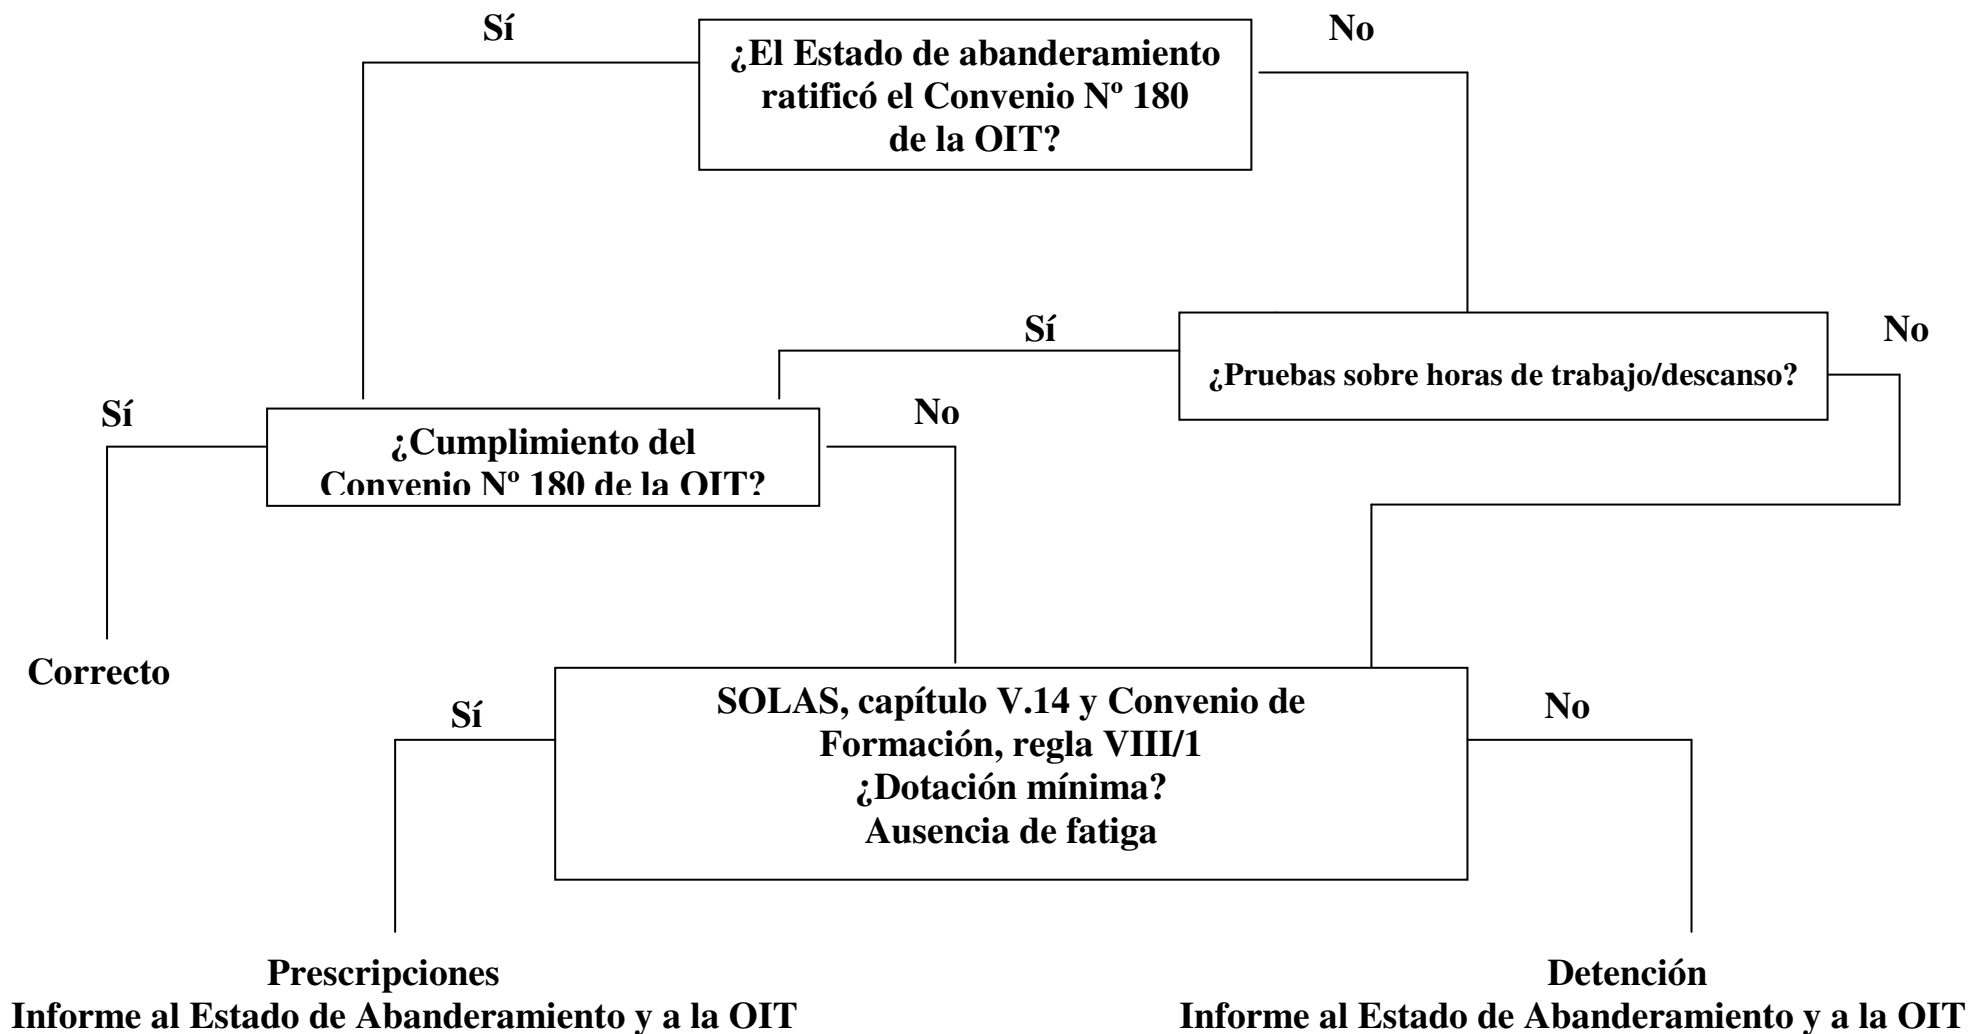 Sí
No
¿El Estado de abanderamiento
ratificó el Convenio Nº 180
de la OIT?
Sí
No
¿Pruebas sobre horas de trabajo/descanso?
Sí
No
¿Cumplimiento del
Convenio Nº 180 de la OIT?
Correcto
Sí
No
SOLAS, capítulo V.14 y Convenio de
Formación, regla VIII/1
¿Dotación mínima?
Ausencia de fatiga
Prescripciones
Informe al Estado de Abanderamiento y a la OIT
Detención
Informe al Estado de Abanderamiento y a la OIT